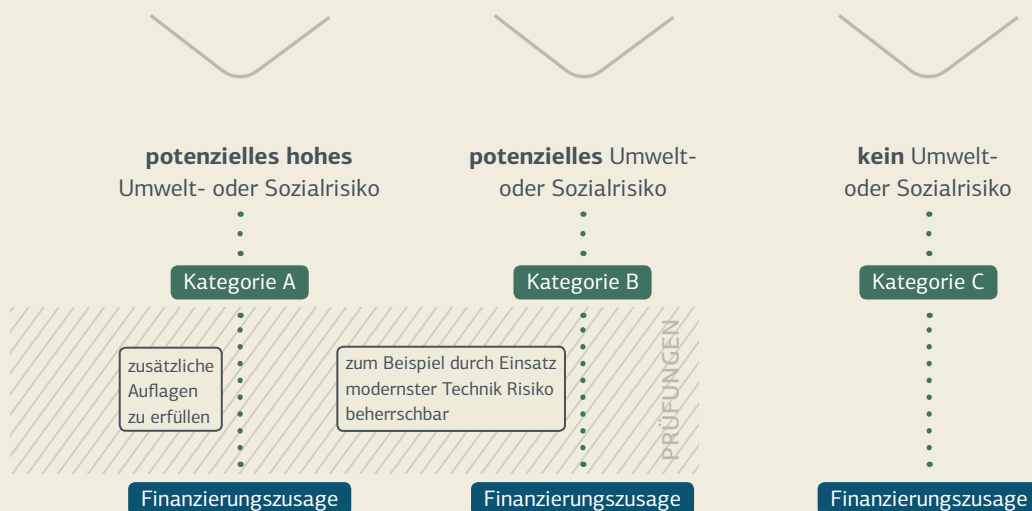 potenzielles hohes
Umwelt- oder Sozialrisiko
potenzielles Umwelt-
oder Sozialrisiko
kein Umwelt-
oder Sozialrisiko
Kategorie A
Kategorie B
Kategorie C
zusätzliche
Auflagen
zu erfüllen
zum Beispiel durch Einsatz
modernster Technik Risiko
beherrschbar
PRÜFUNGEN
Finanzierungszusage
Finanzierungszusage
Finanzierungszusage